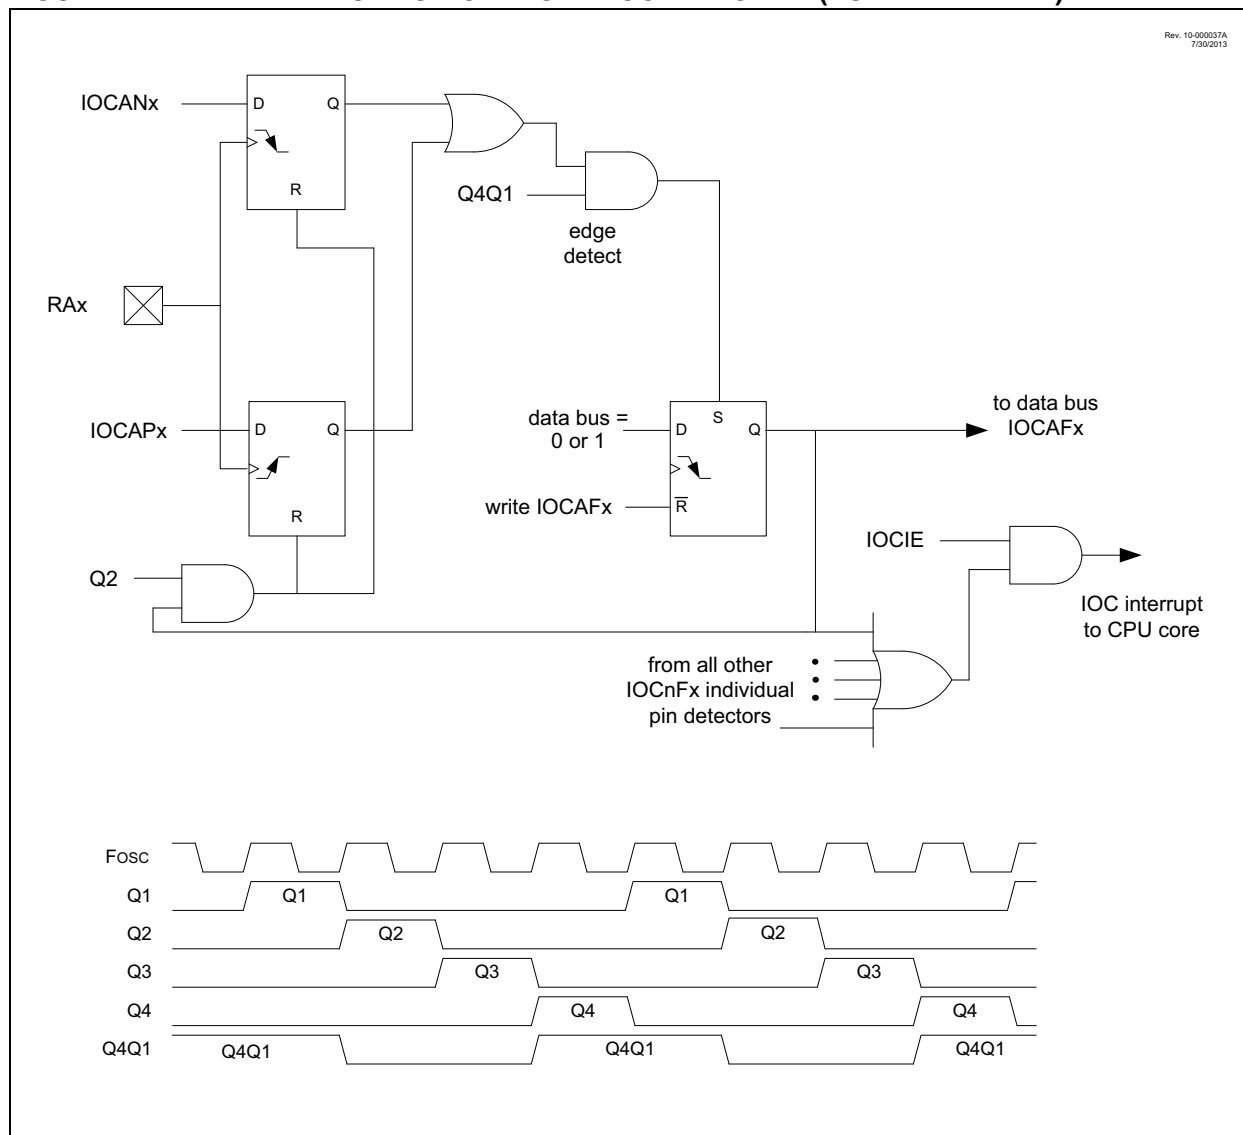 Rev. 10-000037A
7/30/2013
IOCANx
D
Q
R
Q4Q1
edge
detect
RAx
IOCAPx
D
Q
R
data bus =
0 or 1
S
D
Q
write IOCAFx
R̅
to data bus
IOCAFx
IOCIE
Q2
IOC interrupt
to CPU core
from all other
IOCnFx individual
pin detectors
FOSC
Q1
Q1
Q1
Q2
Q2
Q2
Q3
Q3
Q3
Q4
Q4
Q4
Q4Q1
Q4Q1
Q4Q1
Q4Q1